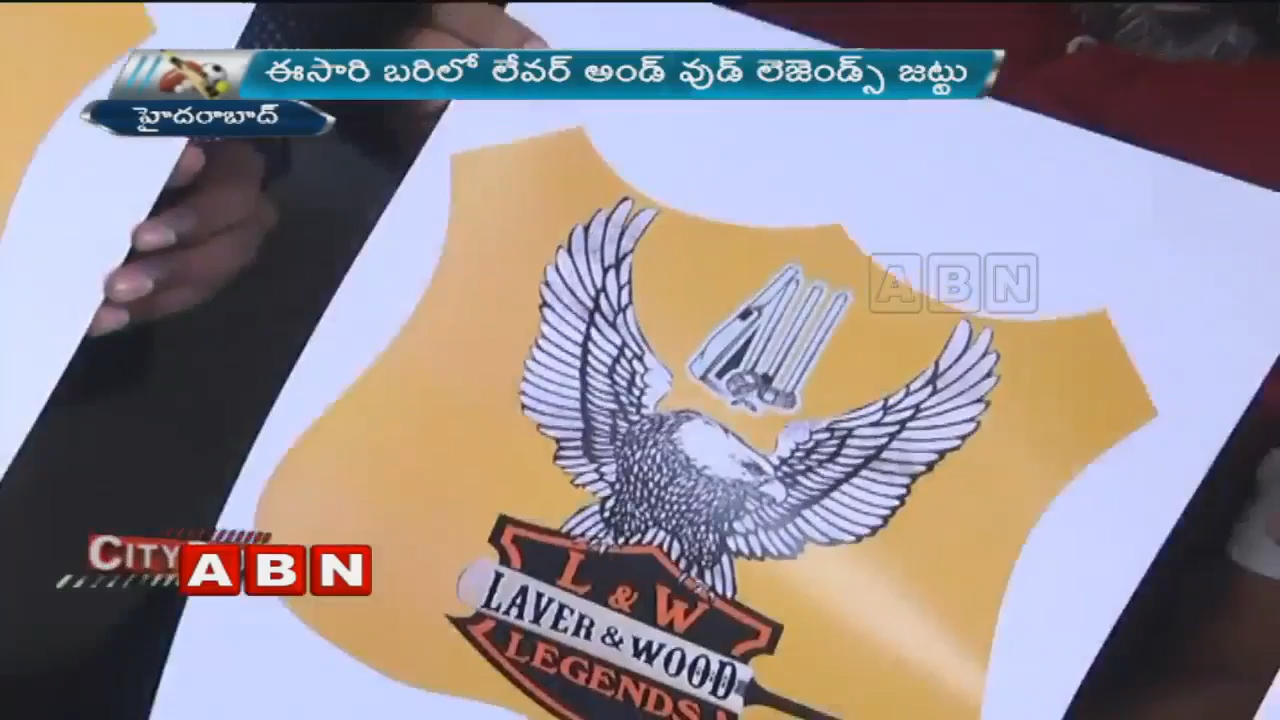 ఈసారి బరిలో లేవర్ అండ్ వుడ్ లెజెండ్స్ జట్టు
హైదరాబాద్
ABN
CITY
ABN
L & W
LAVER & WOOD
LEGENDS